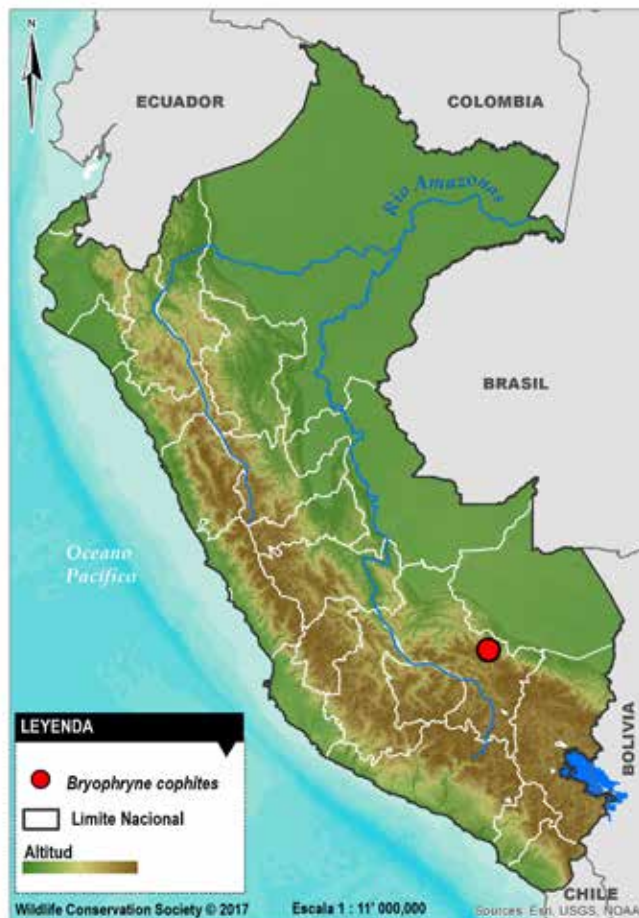 N
ECUADOR
COLOMBIA
Rio Amazonas
BRASIL
Oceano
Pacífico
BOLIVIA
LEYENDA
Bryophryne cophites
Limite Nacional
Altitud
CHILE
Wildlife Conservation Society © 2017
Escala 1 : 11' 000,000
Sources: Esri, USGS, NOAA